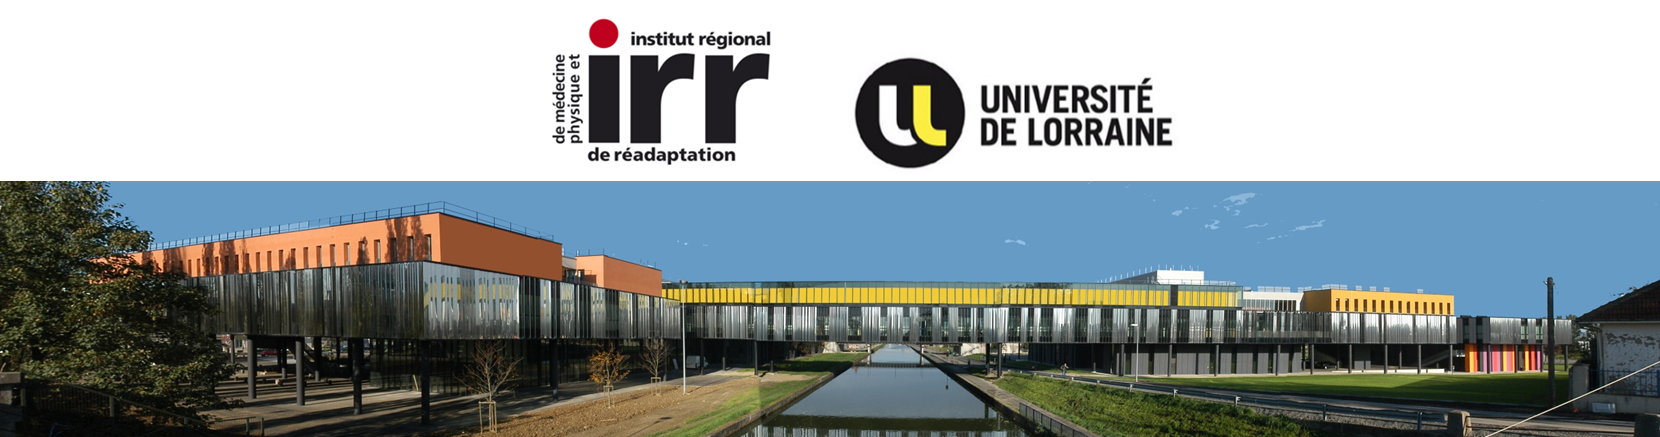 institut régional
de médecine
physique et
irr
de réadaptation
UNIVERSITÉ
DE LORRAINE